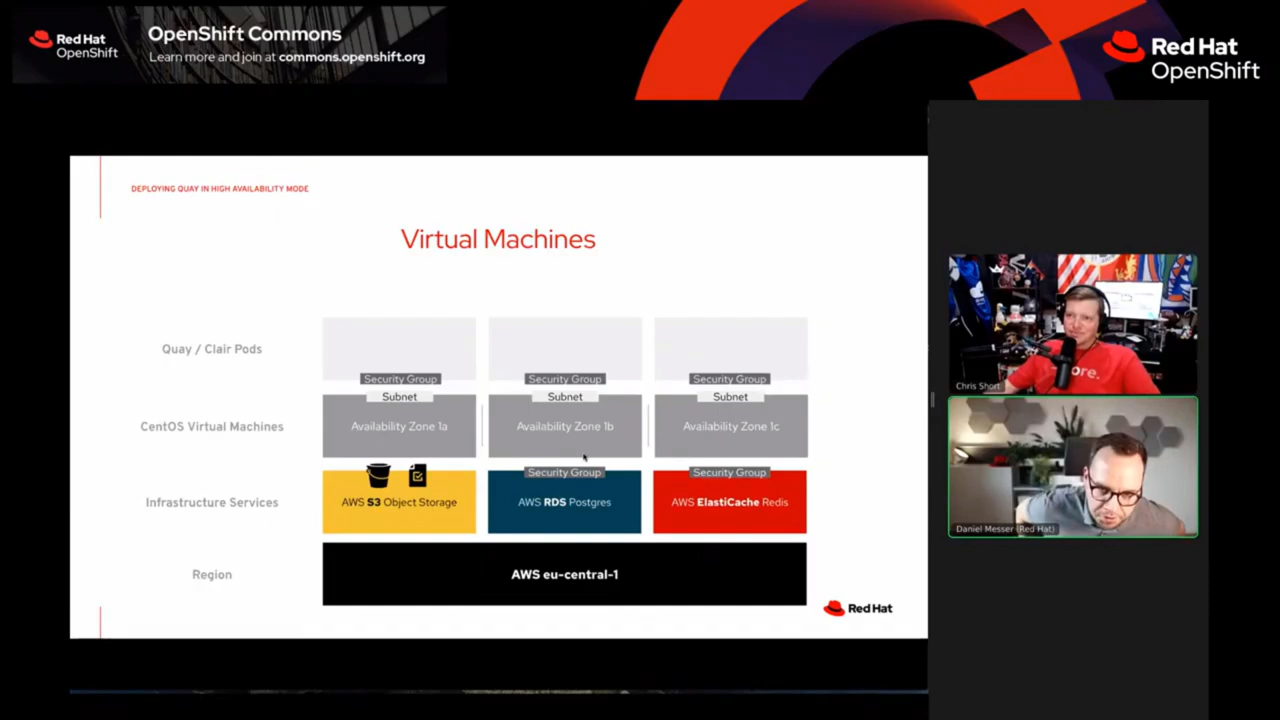 Red Hat
OpenShift
OpenShift Commons
Learn more and join at commons.openshift.org
Red Hat
OpenShift
DEPLOYING QUAY IN HIGH AVAILABILITY MODE
Virtual Machines
Quay / Clair Pods
Security Group
Security Group
Security Group
Subnet
Subnet
Subnet
CentOS Virtual Machines
Availability Zone 1a
Availability Zone 1b
Availability Zone 1c
Security Group
Security Group
Infrastructure Services
AWS S3 Object Storage
AWS RDS Postgres
AWS ElastiCache Redis
Region
AWS eu-central-1
Red Hat
Chris Short
Daniel Messer (Red Hat)